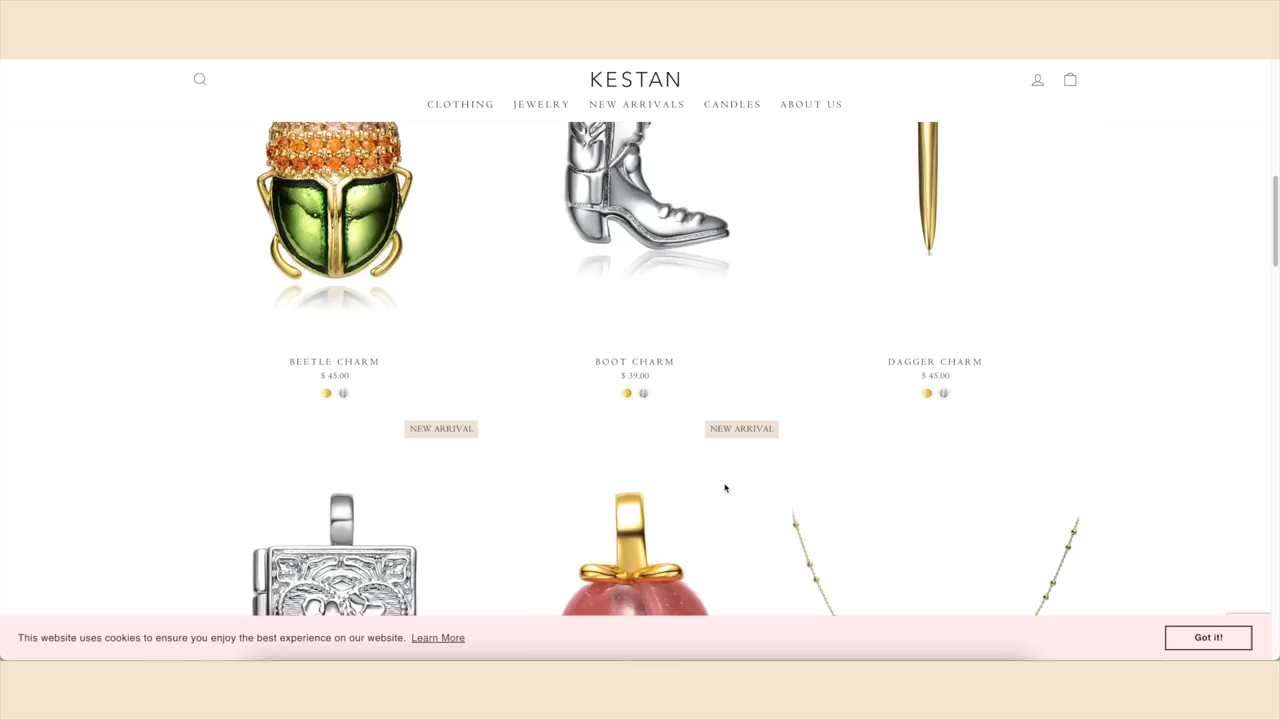 KESTAN
CLOTHING JEWELRY NEW ARRIVALS CANDLES ABOUT US
BEETLE CHARM
$ 45.00
BOOT CHARM
$ 39.00
DAGGER CHARM
$ 45.00
NEW ARRIVAL
NEW ARRIVAL
This website uses cookies to ensure you enjoy the best experience on our website. Learn More
Got it!